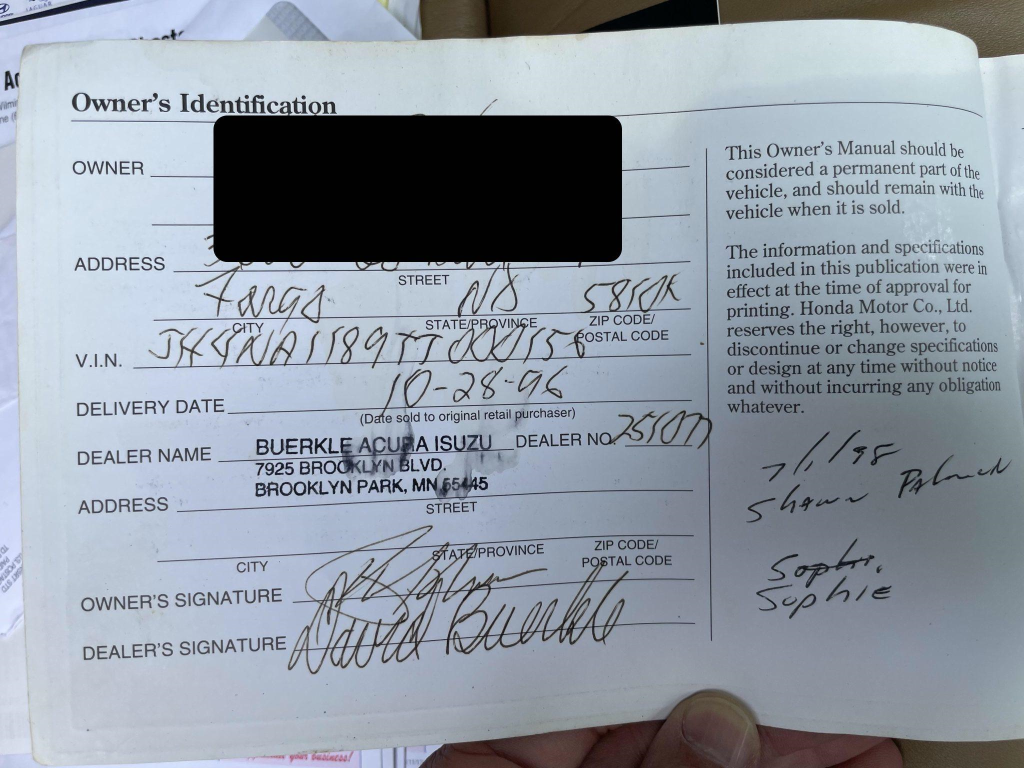 Owner's Identification
OWNER
ADDRESS
STREET
Fargo ND
CITY STATE/PROVINCE ZIP CODE/
POSTAL CODE
V.I.N.
DELIVERY DATE 10-28-96
(Date sold to original retail purchaser)
DEALER NAME BUERKLE ACURA ISUZU DEALER NO.
7925 BROOKLYN BLVD.
BROOKLYN PARK, MN 55445
ADDRESS
STREET
CITY STATE/PROVINCE ZIP CODE/
POSTAL CODE
OWNER'S SIGNATURE
DEALER'S SIGNATURE David Buerkle
This Owner's Manual should be
considered a permanent part of the
vehicle, and should remain with the
vehicle when it is sold.
The information and specifications
included in this publication were in
effect at the time of approval for
printing. Honda Motor Co., Ltd.
reserves the right, however, to
discontinue or change specifications
or design at any time without notice
and without incurring any obligation
whatever.
7/1/98
Shawn
Sophie
JAGUAR
your business!